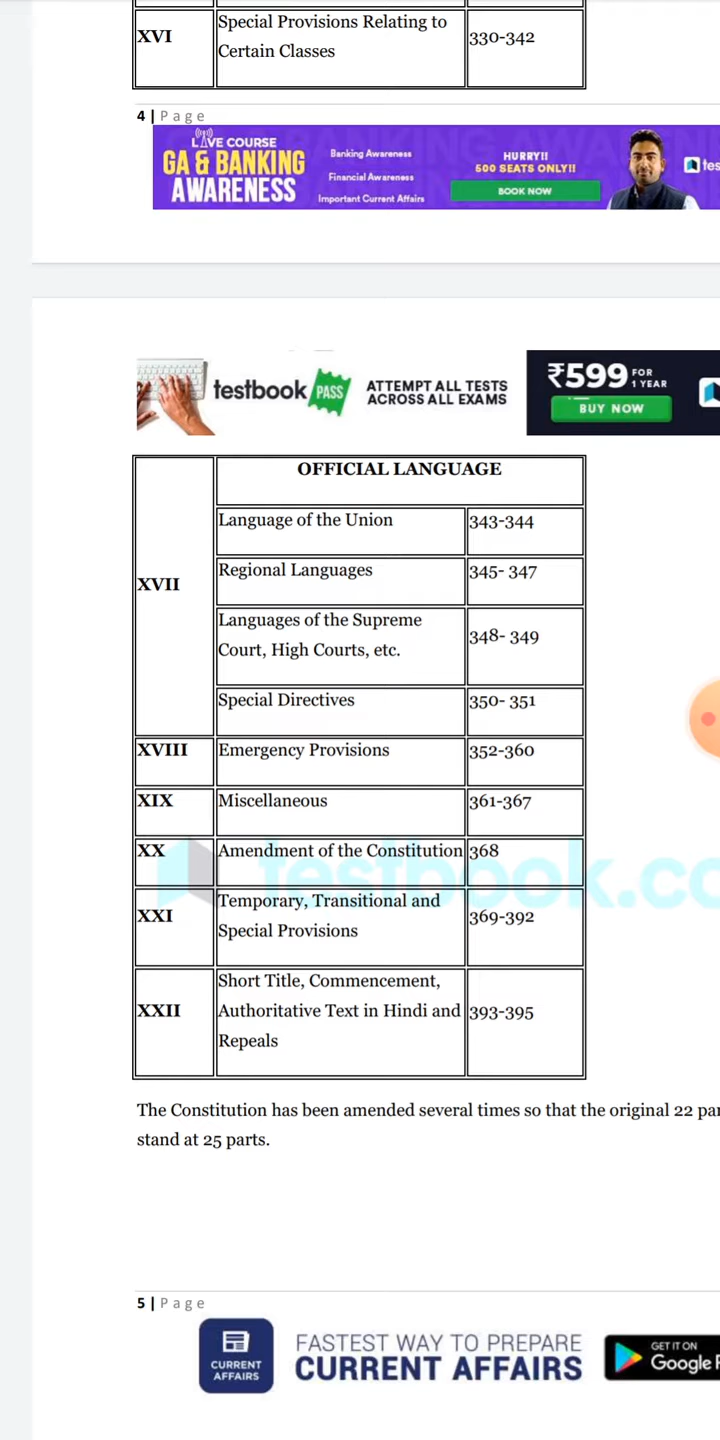 XVI
Special Provisions Relating to
Certain Classes
330-342
4 | Page
LIVE COURSE
GA & BANKING
AWARENESS
Banking Awareness
Financial Awareness
Important Current Affairs
HURRY!!
500 SEATS ONLY!!
BOOK NOW
testbook PASS
ATTEMPT ALL TESTS
ACROSS ALL EXAMS
₹599 FOR
1 YEAR
BUY NOW
XVII
OFFICIAL LANGUAGE
Language of the Union 343-344
Regional Languages 345- 347
Languages of the Supreme
Court, High Courts, etc. 348- 349
Special Directives 350- 351
XVIII Emergency Provisions 352-360
XIX Miscellaneous 361-367
XX Amendment of the Constitution 368
XXI
Temporary, Transitional and
Special Provisions
369-392
XXII
Short Title, Commencement,
Authoritative Text in Hindi and
Repeals
393-395
The Constitution has been amended several times so that the original 22
stand at 25 parts.
5 | Page
CURRENT
AFFAIRS
FASTEST WAY TO PREPARE
CURRENT AFFAIRS
GET IT ON
Google